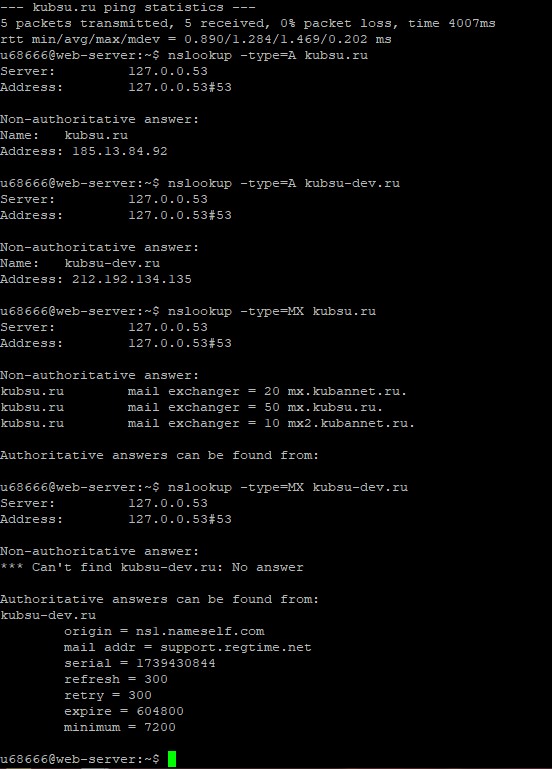 --- kubsu.ru ping statistics ---
5 packets transmitted, 5 received, 0% packet loss, time 4007ms
rtt min/avg/max/mdev = 0.890/1.284/1.469/0.202 ms
u68666@web-server:~$ nslookup -type=A kubsu.ru
Server:         127.0.0.53
Address:        127.0.0.53#53

Non-authoritative answer:
Name:   kubsu.ru
Address: 185.13.84.92

u68666@web-server:~$ nslookup -type=A kubsu-dev.ru
Server:         127.0.0.53
Address:        127.0.0.53#53

Non-authoritative answer:
Name:   kubsu-dev.ru
Address: 212.192.134.135

u68666@web-server:~$ nslookup -type=MX kubsu.ru
Server:         127.0.0.53
Address:        127.0.0.53#53

Non-authoritative answer:
kubsu.ru        mail exchanger = 20 mx.kubannet.ru.
kubsu.ru        mail exchanger = 50 mx.kubsu.ru.
kubsu.ru        mail exchanger = 10 mx2.kubannet.ru.

Authoritative answers can be found from:

u68666@web-server:~$ nslookup -type=MX kubsu-dev.ru
Server:         127.0.0.53
Address:        127.0.0.53#53

Non-authoritative answer:
*** Can't find kubsu-dev.ru: No answer

Authoritative answers can be found from:
kubsu-dev.ru
        origin = ns1.nameself.com
        mail addr = support.regtime.net
        serial = 1739430844
        refresh = 300
        retry = 300
        expire = 604800
        minimum = 7200

u68666@web-server:~$